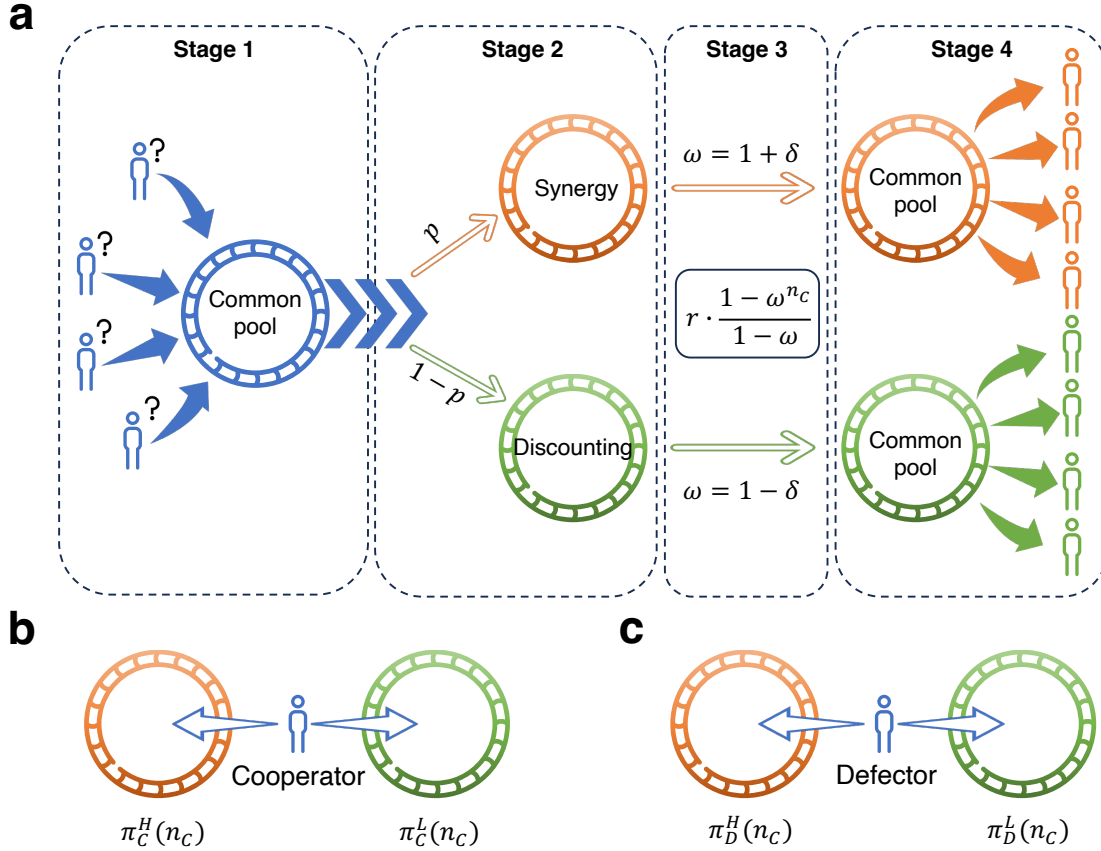 a
Stage 1
Stage 2
Stage 3
Stage 4
?
?
?
?
Common
pool
p
1 − p
Synergy
Discounting
ω = 1 + δ
r · \frac{1 − ω^{n_C}}{1 − ω}
ω = 1 − δ
Common
pool
Common
pool
b
Cooperator
π_C^H(n_C)
π_C^L(n_C)
c
Defector
π_D^H(n_C)
π_D^L(n_C)